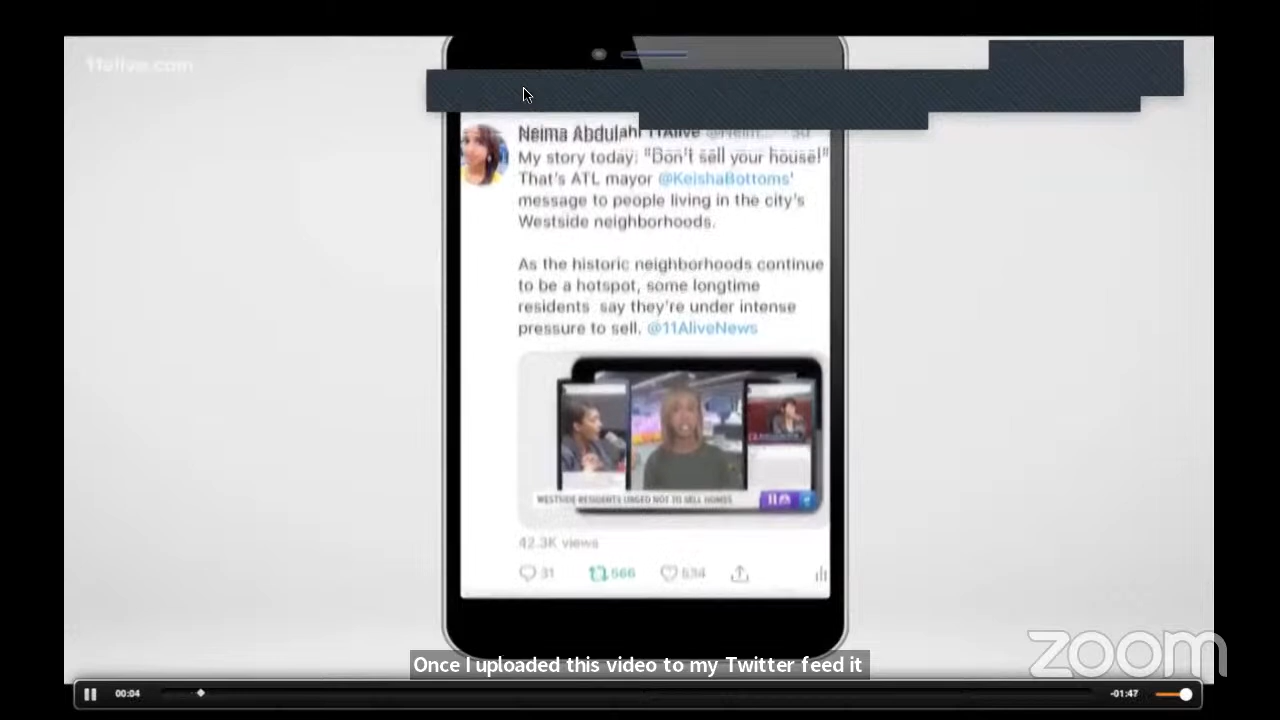 11alive.com
Neima Abdulahi 11Alive @NeimA... · 5d
My story today: "Don't sell your house!"
That's ATL mayor @KeishaBottoms'
message to people living in the city's
Westside neighborhoods.
As the historic neighborhoods continue
to be a hotspot, some longtime
residents say they're under intense
pressure to sell. @11AliveNews
WESTSIDE RESIDENTS URGED NOT TO SELL HOMES
42.3K views
31
566
534
Once I uploaded this video to my Twitter feed it
zoom
00:04
-01:47